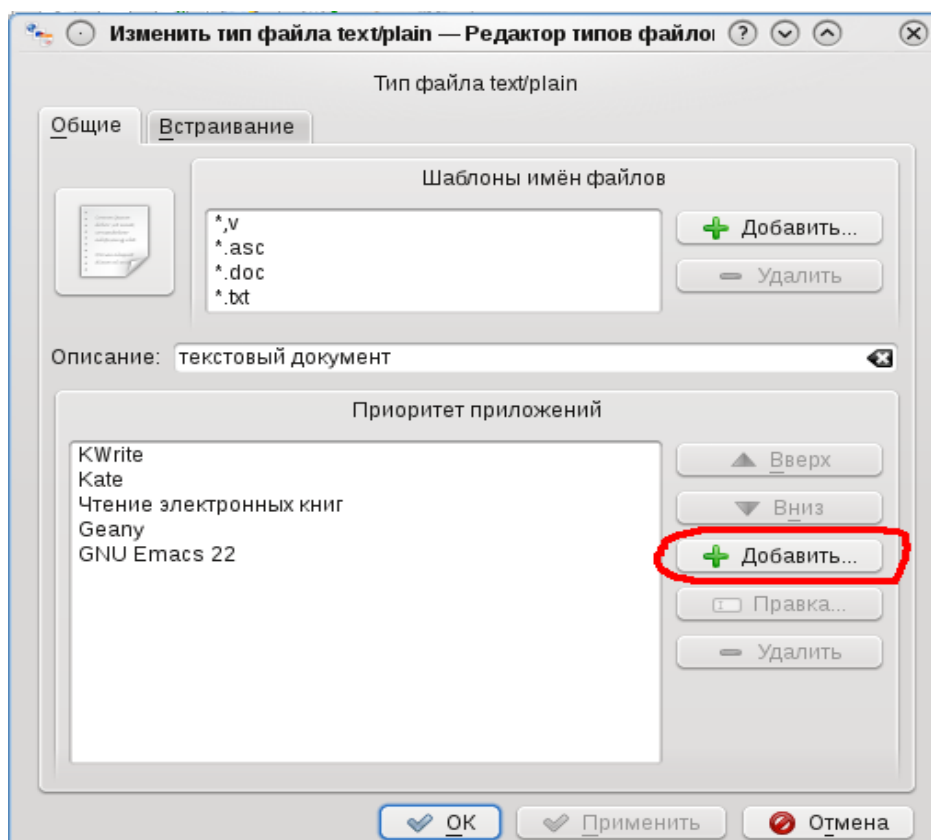 Изменить тип файла text/plain — Редактор типов файло
Тип файла text/plain
Общие
Встраивание
Шаблоны имён файлов
*,v
*.asc
*.doc
*.txt
Добавить...
Удалить
Описание: текстовый документ
Приоритет приложений
KWrite
Kate
Чтение электронных книг
Geany
GNU Emacs 22
Вверх
Вниз
Добавить...
Правка...
Удалить
OK
Применить
Отмена